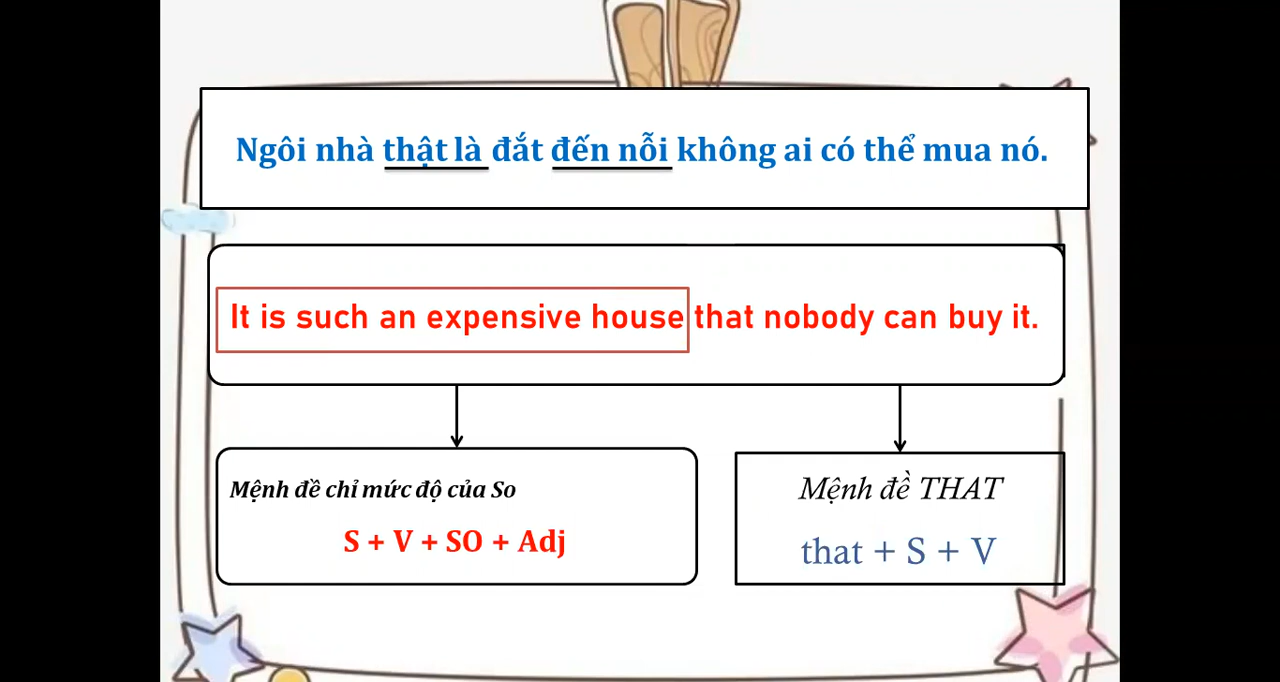 Ngôi nhà thật là đắt đến nỗi không ai có thể mua nó.
It is such an expensive house that nobody can buy it.
Mệnh đề chỉ mức độ của So
S + V + SO + Adj
Mệnh đề THAT
that + S + V